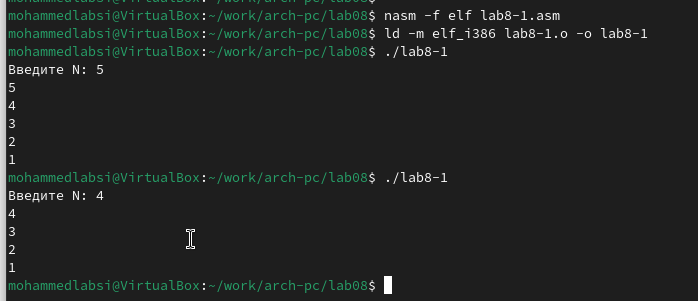 mohammedlabsi@VirtualBox:~/work/arch-pc/lab08$ nasm -f elf lab8-1.asm
mohammedlabsi@VirtualBox:~/work/arch-pc/lab08$ ld -m elf_i386 lab8-1.o -o lab8-1
mohammedlabsi@VirtualBox:~/work/arch-pc/lab08$ ./lab8-1
Введите N: 5
5
4
3
2
1
mohammedlabsi@VirtualBox:~/work/arch-pc/lab08$ ./lab8-1
Введите N: 4
4
3
2
1
mohammedlabsi@VirtualBox:~/work/arch-pc/lab08$